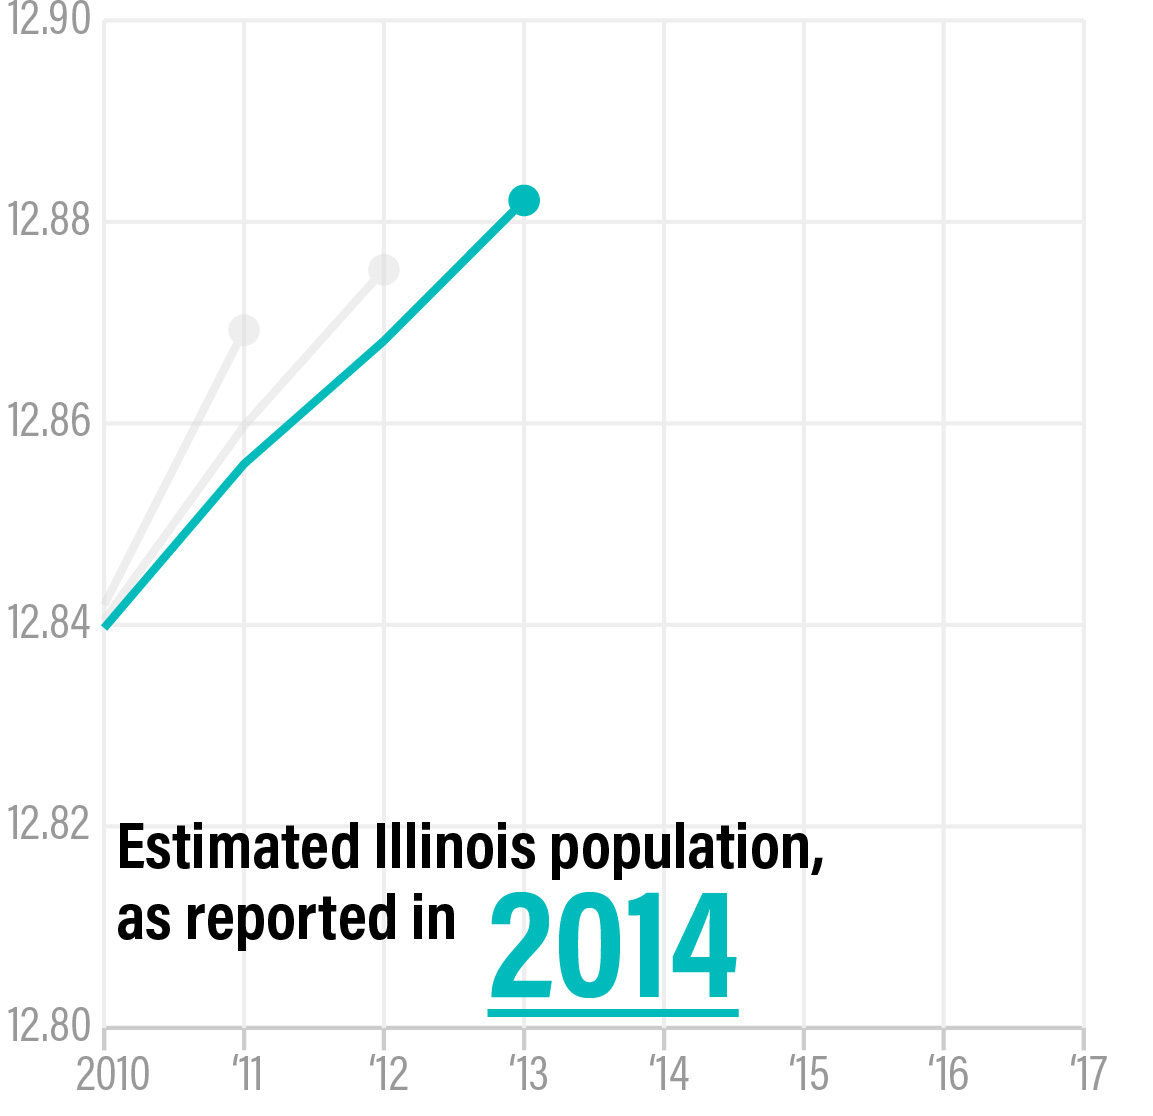 12.90
12.88
12.86
12.84
12.82
Estimated Illinois population,
as reported in 2014
12.80
2010 ‘11 ‘12 ‘13 ‘14 ‘15 ‘16 ‘17